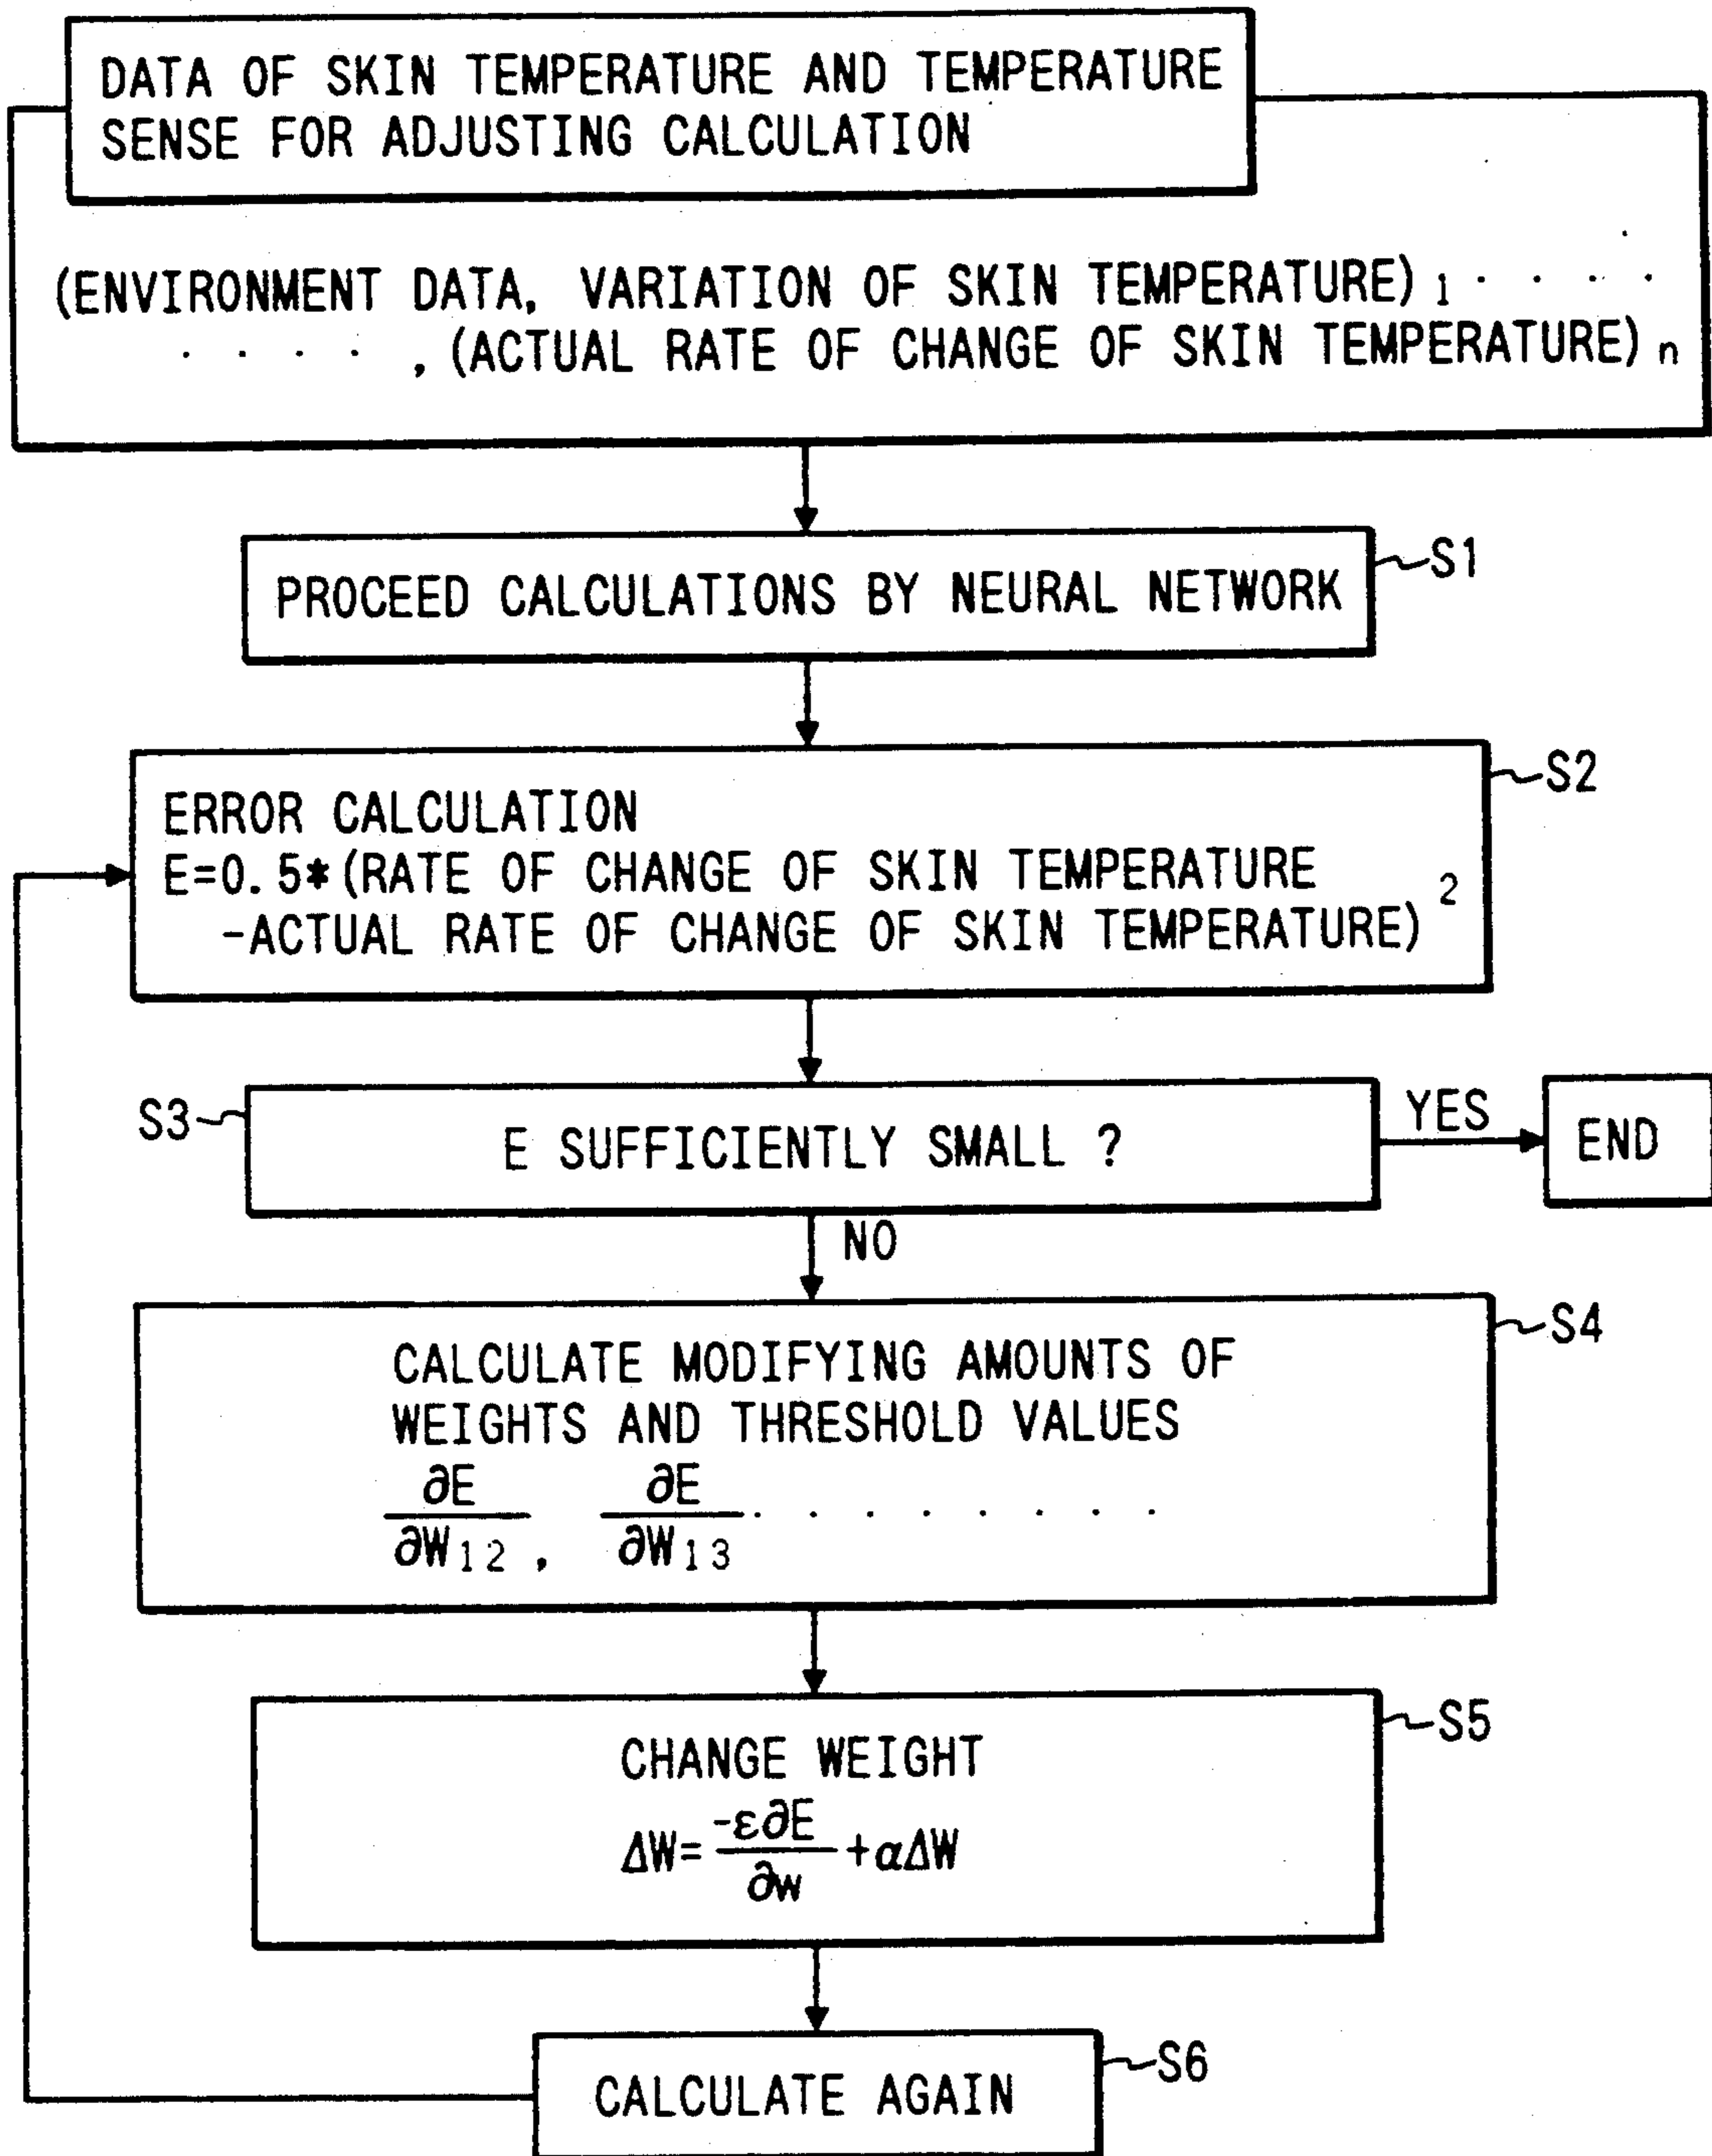 DATA OF SKIN TEMPERATURE AND TEMPERATURE
SENSE FOR ADJUSTING CALCULATION
(ENVIRONMENT DATA, VARIATION OF SKIN TEMPERATURE) 1 · · · ·
· · · · , (ACTUAL RATE OF CHANGE OF SKIN TEMPERATURE) n
PROCEED CALCULATIONS BY NEURAL NETWORK
S1
ERROR CALCULATION
E=0.5*(RATE OF CHANGE OF SKIN TEMPERATURE
-ACTUAL RATE OF CHANGE OF SKIN TEMPERATURE) 2
S2
S3
E SUFFICIENTLY SMALL ?
YES
END
NO
CALCULATE MODIFYING AMOUNTS OF
WEIGHTS AND THRESHOLD VALUES
∂E ∂E
∂W12 , ∂W13 · · · · · · · ·
S4
CHANGE WEIGHT
ΔW= -ε∂E / ∂w +αΔW
S5
CALCULATE AGAIN
S6